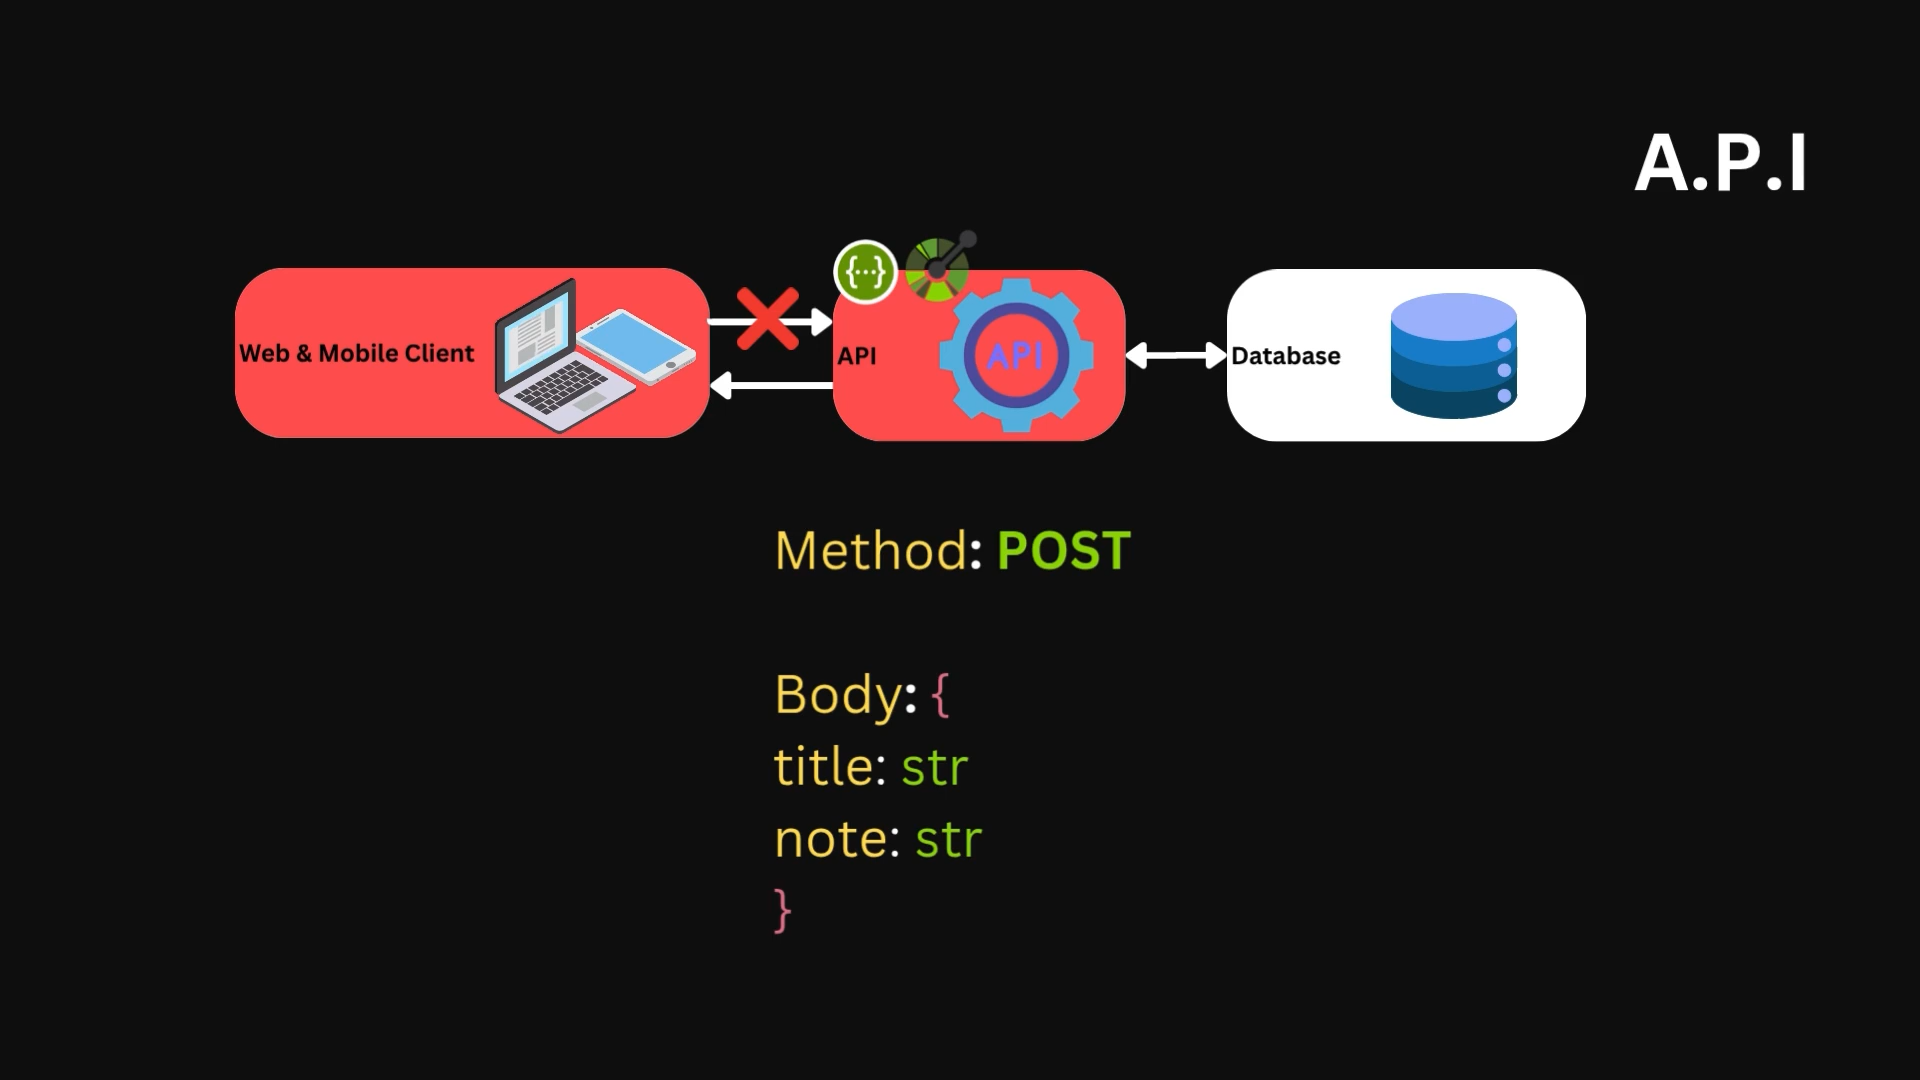 A.P.I
Web & Mobile Client
{...}
API
API
Database
Method: POST
Body: {
title: str
note: str
}